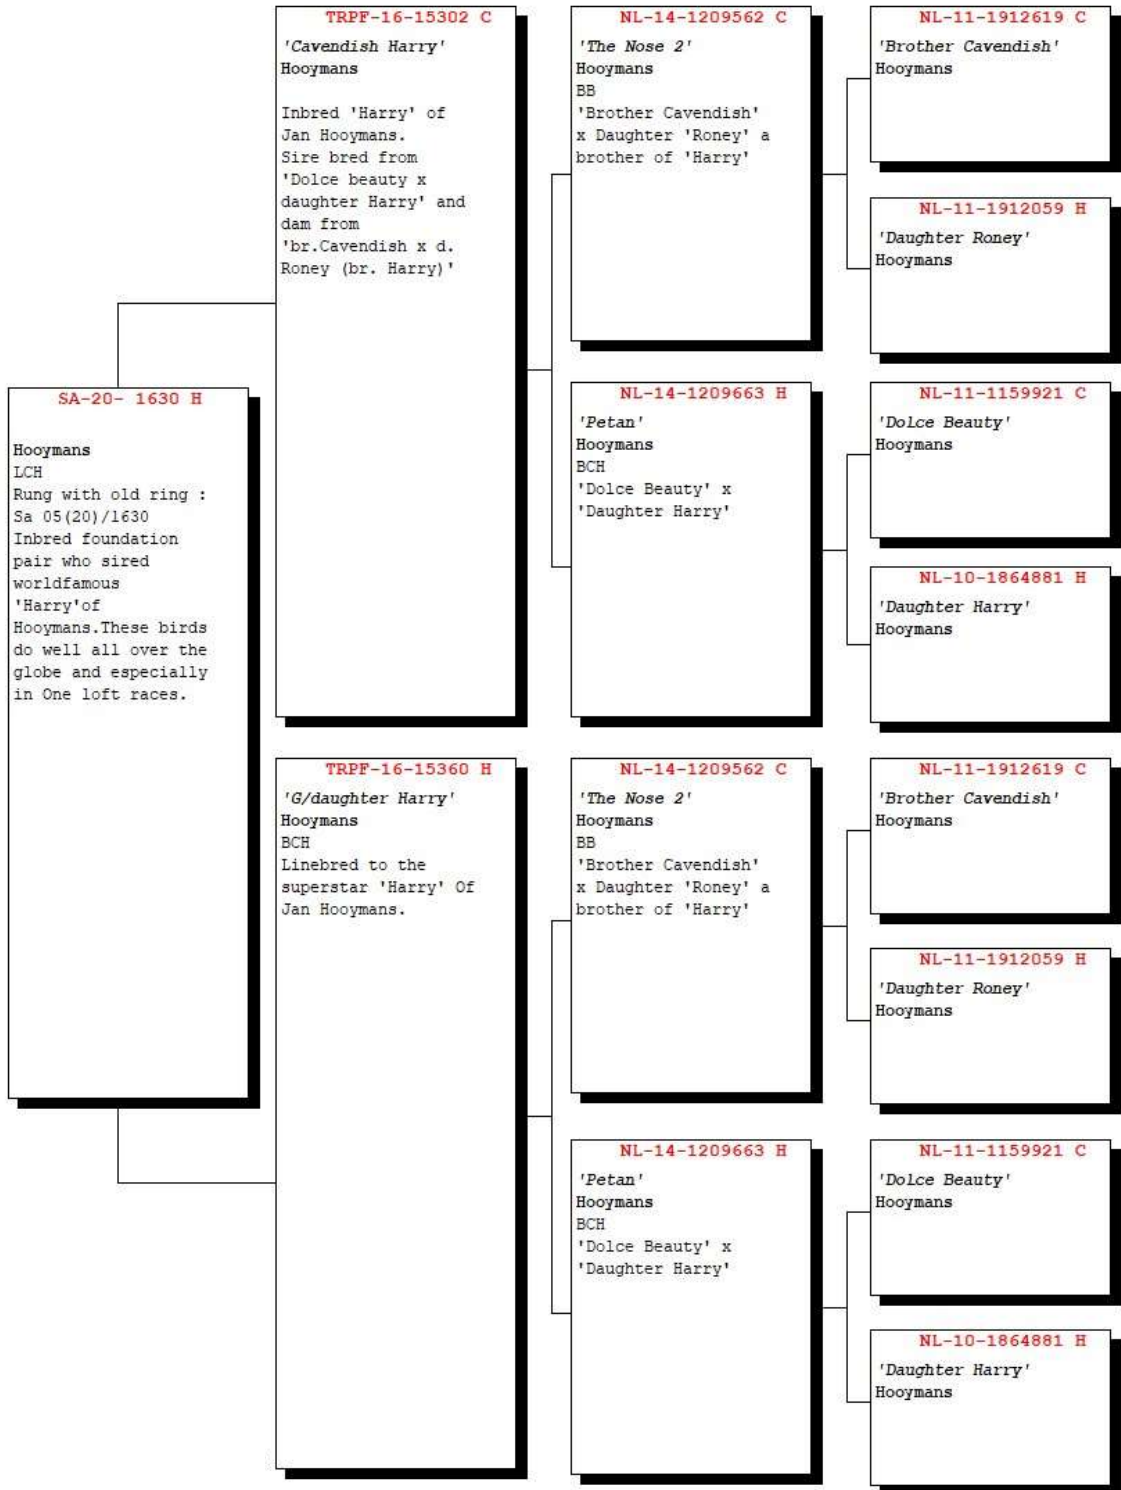 SA-20- 1630 H
Hooymans
LCH
Rung with old ring :
Sa 05(20)/1630
Inbred foundation
pair who sired
worldfamous
'Harry'of
Hooymans.These birds
do well all over the
globe and especially
in One loft races.
TRPF-16-15302 C
'Cavendish Harry'
Hooymans
Inbred 'Harry' of
Jan Hooymans.
Sire bred from
'Dolce beauty x
daughter Harry' and
dam from
'br.Cavendish x d.
Roney (br. Harry)'
TRPF-16-15360 H
'G/daughter Harry'
Hooymans
BCH
Linebred to the
superstar 'Harry' Of
Jan Hooymans.
NL-14-1209562 C
'The Nose 2'
Hooymans
BB
'Brother Cavendish'
x Daughter 'Roney' a
brother of 'Harry'
NL-14-1209663 H
'Petan'
Hooymans
BCH
'Dolce Beauty' x
'Daughter Harry'
NL-14-1209562 C
'The Nose 2'
Hooymans
BB
'Brother Cavendish'
x Daughter 'Roney' a
brother of 'Harry'
NL-14-1209663 H
'Petan'
Hooymans
BCH
'Dolce Beauty' x
'Daughter Harry'
NL-11-1912619 C
'Brother Cavendish'
Hooymans
NL-11-1912059 H
'Daughter Roney'
Hooymans
NL-11-1159921 C
'Dolce Beauty'
Hooymans
NL-10-1864881 H
'Daughter Harry'
Hooymans
NL-11-1912619 C
'Brother Cavendish'
Hooymans
NL-11-1912059 H
'Daughter Roney'
Hooymans
NL-11-1159921 C
'Dolce Beauty'
Hooymans
NL-10-1864881 H
'Daughter Harry'
Hooymans